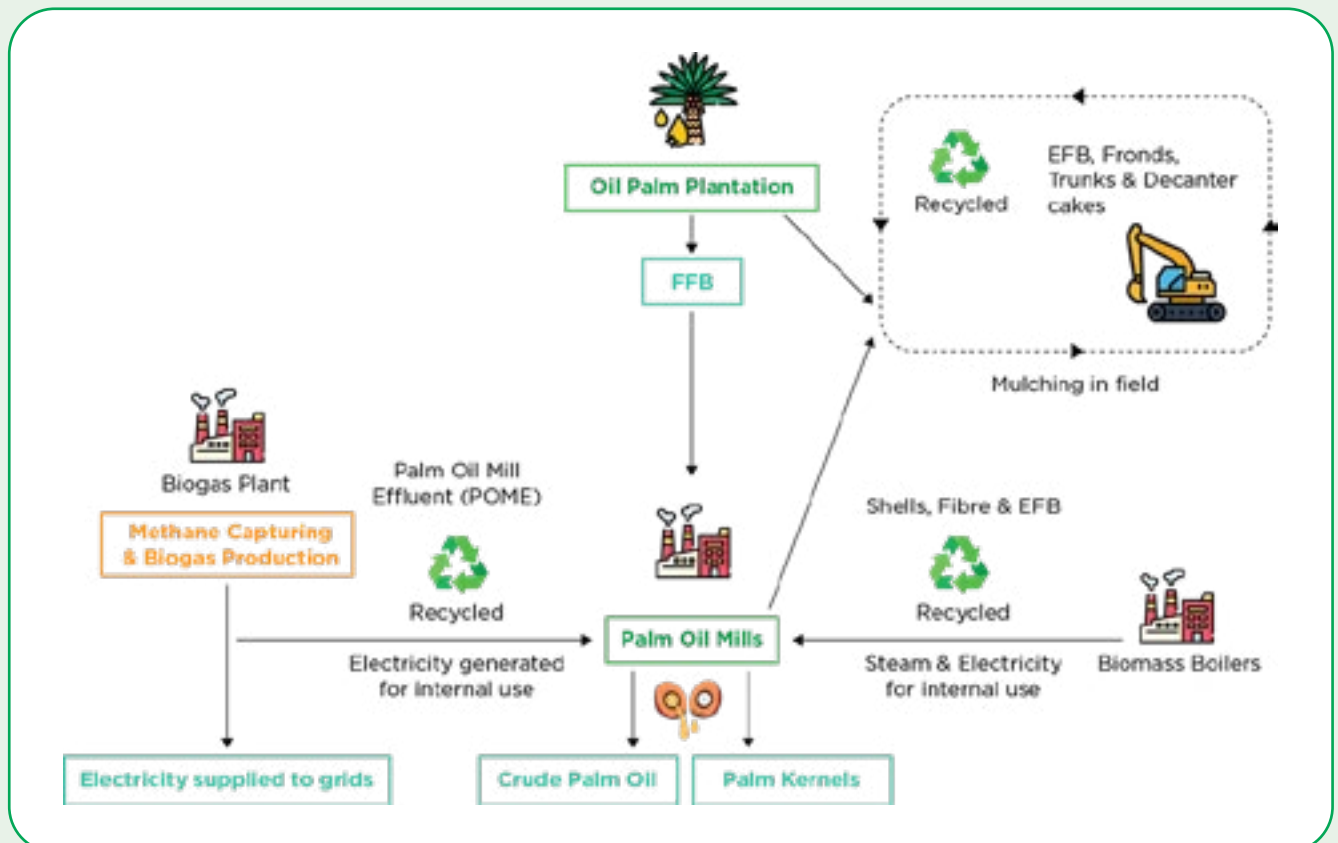 Oil Palm Plantation
FFB
Recycled
EFB, Fronds,
Trunks & Decanter
cakes
Mulching in field
Biogas Plant
Methane Capturing
& Biogas Production
Palm Oil Mill
Effluent (POME)
Recycled
Electricity generated
for internal use
Palm Oil Mills
Shells, Fibre & EFB
Recycled
Steam & Electricity
for internal use
Biomass Boilers
Electricity supplied to grids
Crude Palm Oil
Palm Kernels